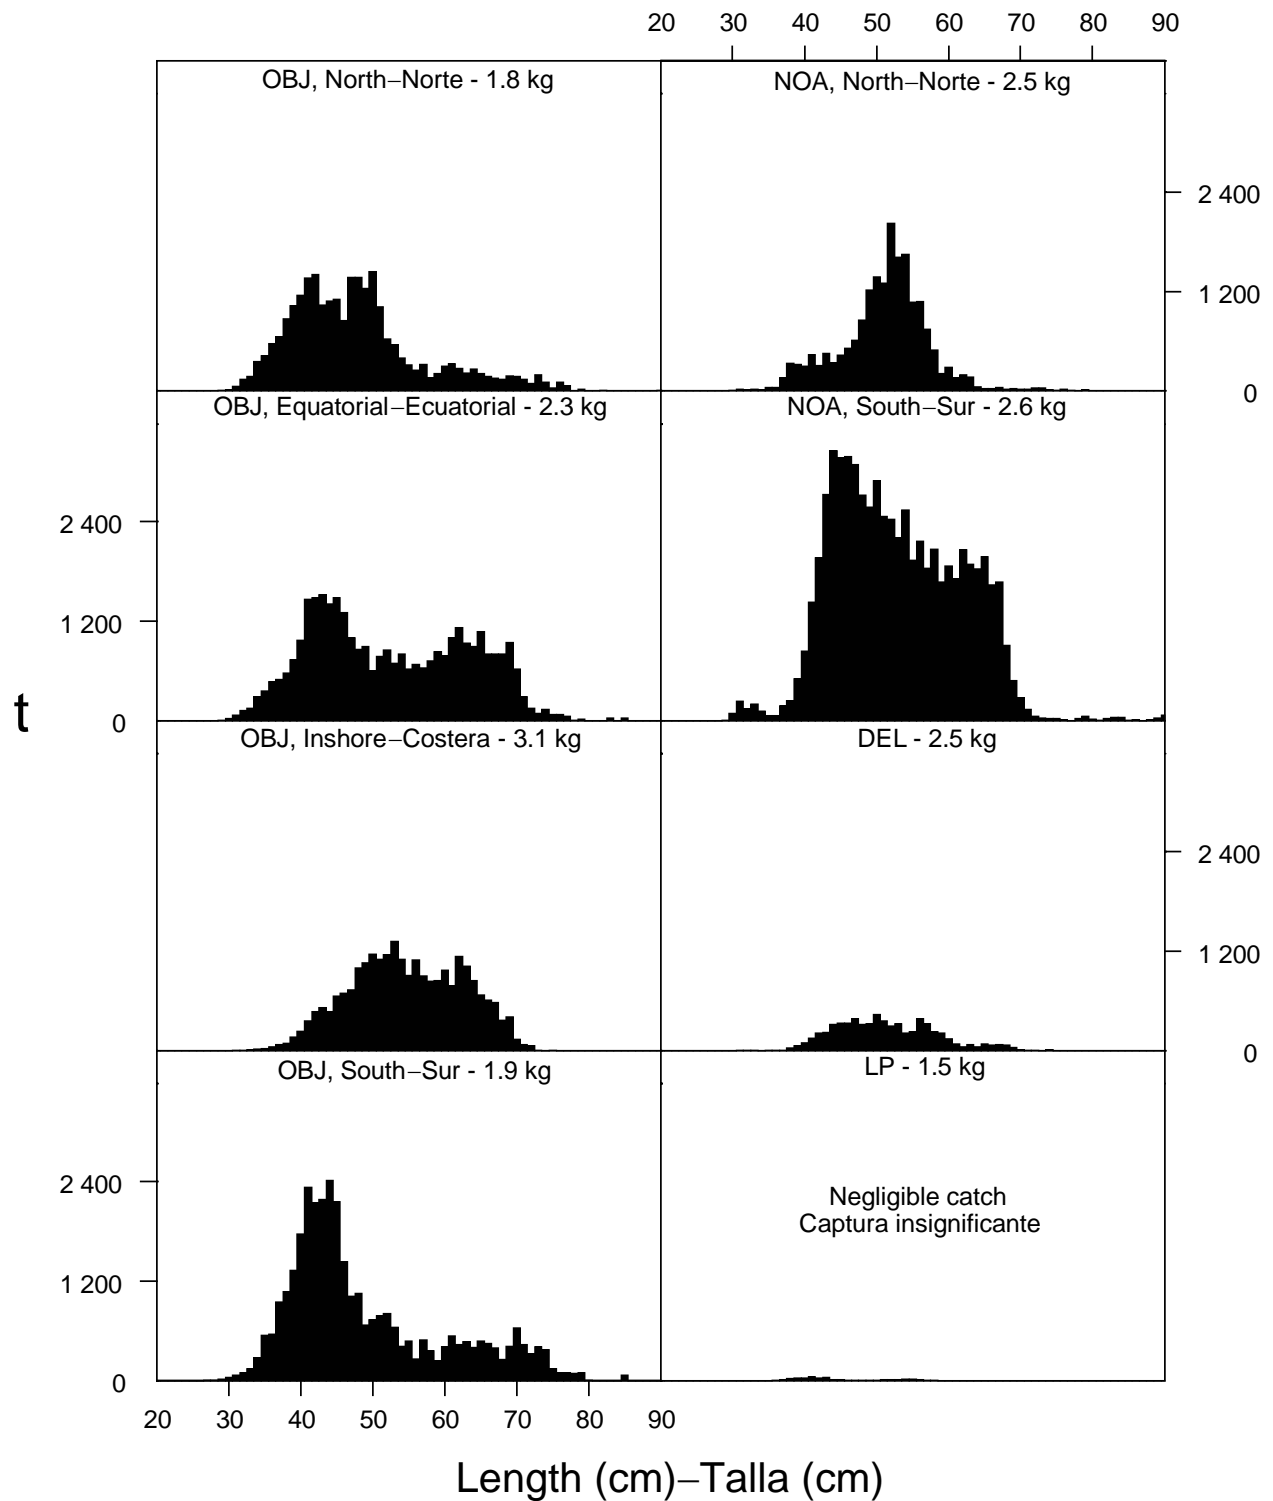 20 30 40 50 60 70 80 90
OBJ, North−Norte - 1.8 kg
NOA, North−Norte - 2.5 kg
2 400
1 200
0
OBJ, Equatorial−Ecuatorial - 2.3 kg
NOA, South−Sur - 2.6 kg
2 400
1 200
0
t
OBJ, Inshore−Costera - 3.1 kg
DEL - 2.5 kg
2 400
1 200
0
OBJ, South−Sur - 1.9 kg
LP - 1.5 kg
Negligible catch
Captura insignificante
2 400
1 200
0
20 30 40 50 60 70 80 90
Length (cm)−Talla (cm)